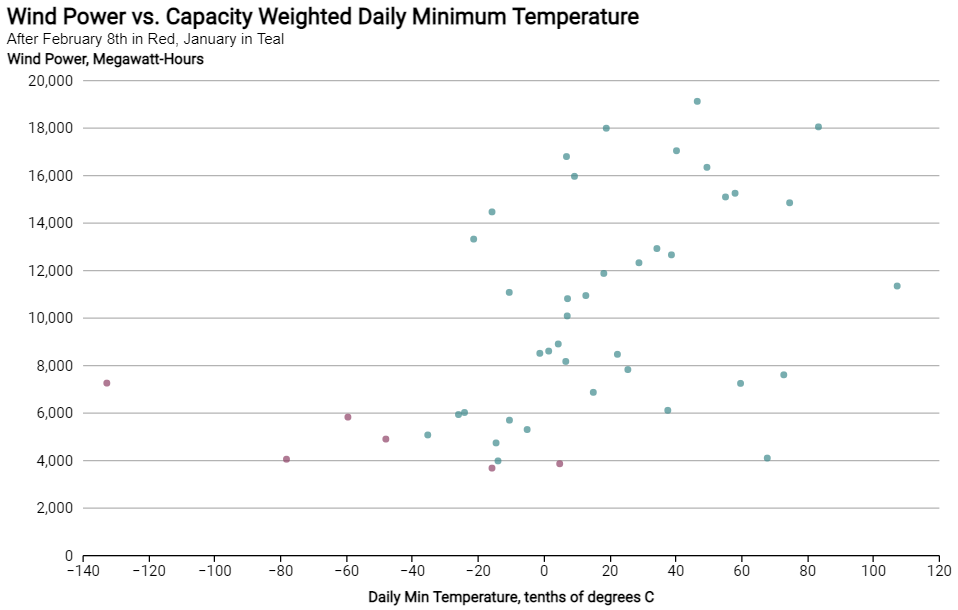 Wind Power vs. Capacity Weighted Daily Minimum Temperature
After February 8th in Red, January in Teal
Wind Power, Megawatt-Hours
20,000
18,000
16,000
14,000
12,000
10,000
8,000
6,000
4,000
2,000
0
−140 −120 −100 −80 −60 −40 −20 0 20 40 60 80 100 120
Daily Min Temperature, tenths of degrees C